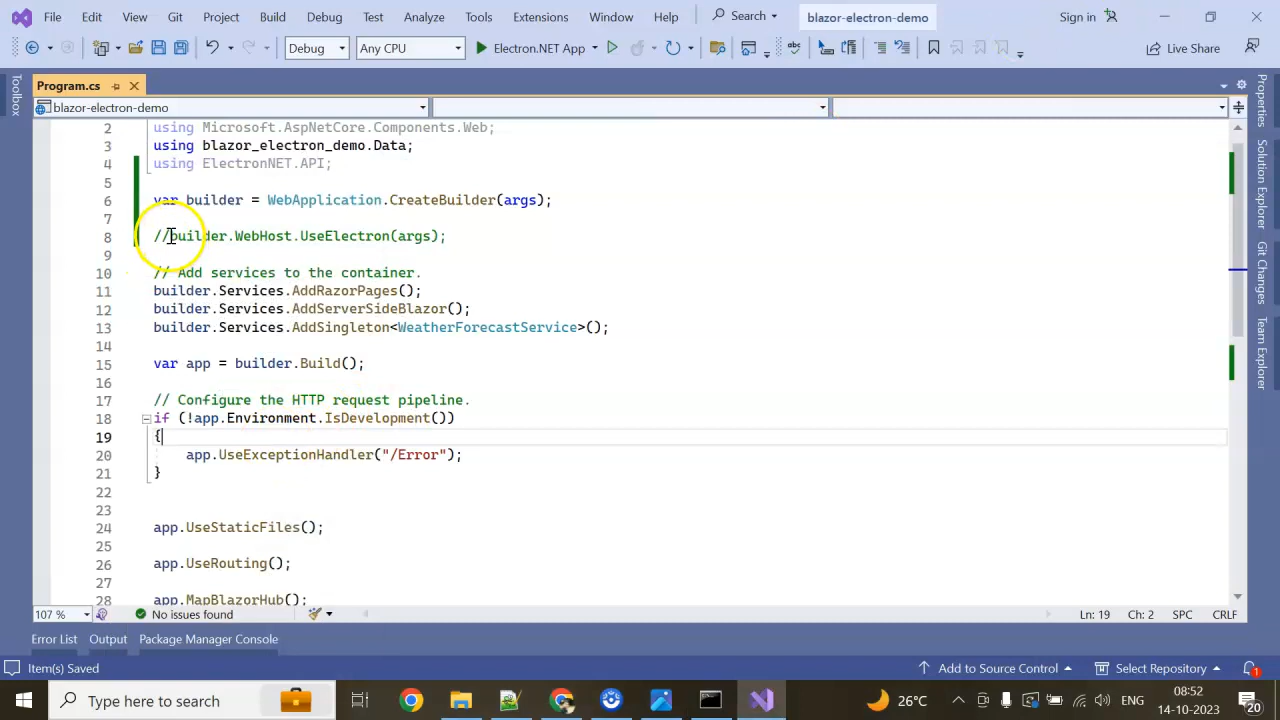 File Edit View Git Project Build Debug Test Analyze Tools Extensions Window Help Search blazor-electron-demo Sign in
Debug Any CPU Electron.NET App Live Share
Program.cs
blazor-electron-demo
2 using Microsoft.AspNetCore.Components.Web;
3 using blazor_electron_demo.Data;
4 using ElectronNET.API;
5
6 var builder = WebApplication.CreateBuilder(args);
7
8 //builder.WebHost.UseElectron(args);
9
10 // Add services to the container.
11 builder.Services.AddRazorPages();
12 builder.Services.AddServerSideBlazor();
13 builder.Services.AddSingleton<WeatherForecastService>();
14
15 var app = builder.Build();
16
17 // Configure the HTTP request pipeline.
18 if (!app.Environment.IsDevelopment())
19 {
20 app.UseExceptionHandler("/Error");
21 }
22
23
24 app.UseStaticFiles();
25
26 app.UseRouting();
27
28 app.MapBlazorHub();
Toolbox
Properties
Solution Explorer
Git Changes
Team Explorer
107 % No issues found Ln: 19 Ch: 2 SPC CRLF
Error List Output Package Manager Console
Item(s) Saved Add to Source Control Select Repository 1
Type here to search 26°C ENG 08:52
14-10-2023 20